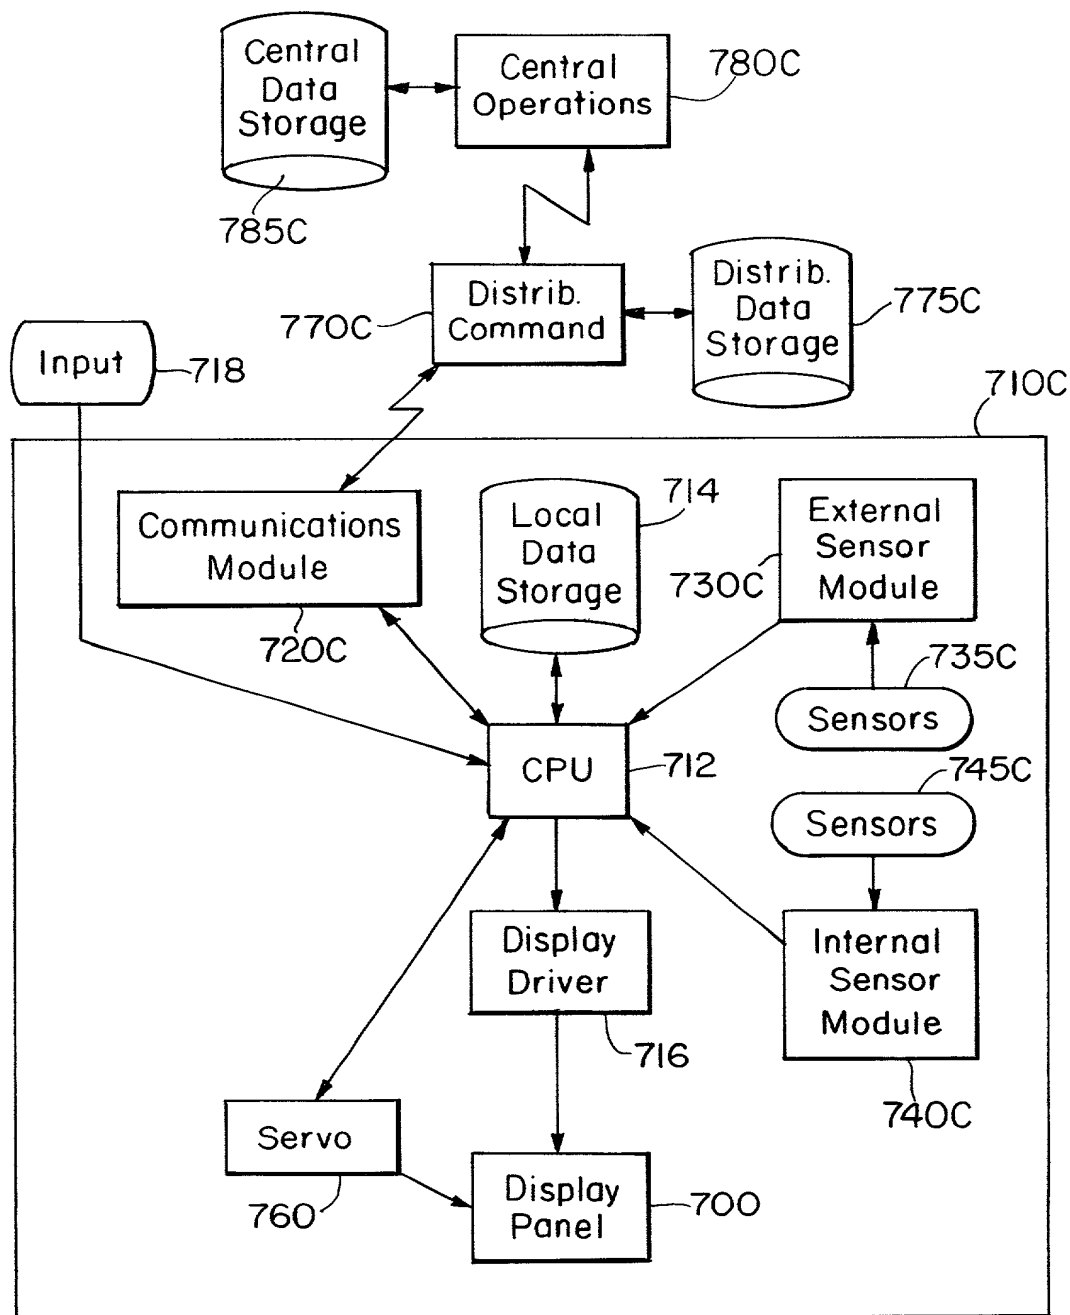 Central
Data
Storage
785C
Central
Operations
780C
Distrib.
Command
770C
Distrib.
Data
Storage
775C
Input
718
710C
Communications
Module
720C
Local
Data
Storage
714
External
Sensor
Module
730C
Sensors
735C
CPU
712
Sensors
745C
Display
Driver
716
Internal
Sensor
Module
740C
Servo
760
Display
Panel
700